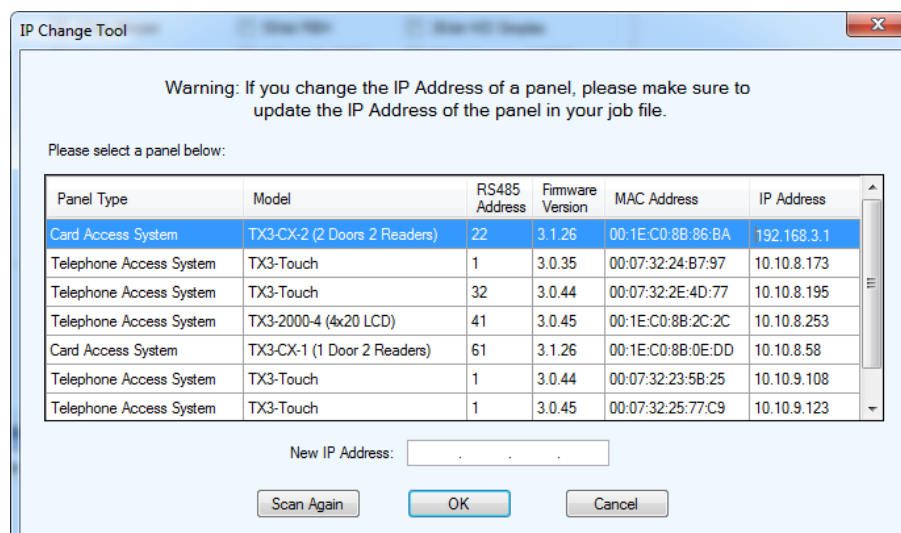 IP Change Tool
Warning: If you change the IP Address of a panel, please make sure to
update the IP Address of the panel in your job file.
Please select a panel below:
Panel Type Model RS485 Address Firmware Version MAC Address IP Address
Card Access System TX3-CX-2 (2 Doors 2 Readers) 22 3.1.26 00:1E:C0:8B:86:BA 192.168.3.1
Telephone Access System TX3-Touch 1 3.0.35 00:07:32:24:B7:97 10.10.8.173
Telephone Access System TX3-Touch 32 3.0.44 00:07:32:2E:4D:77 10.10.8.195
Telephone Access System TX3-2000-4 (4x20 LCD) 41 3.0.45 00:1E:C0:8B:2C:2C 10.10.8.253
Card Access System TX3-CX-1 (1 Door 2 Readers) 61 3.1.26 00:1E:C0:8B:0E:DD 10.10.8.58
Telephone Access System TX3-Touch 1 3.0.44 00:07:32:23:5B:25 10.10.9.108
Telephone Access System TX3-Touch 1 3.0.45 00:07:32:25:77:C9 10.10.9.123
New IP Address: . . .
Scan Again OK Cancel